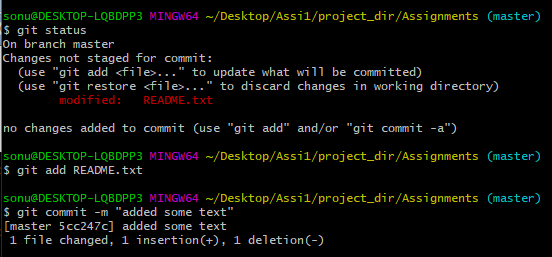 sonu@DESKTOP-LQBDPP3 MINGW64 ~/Desktop/Assi1/project_dir/Assignments (master)
$ git status
On branch master
Changes not staged for commit:
  (use "git add <file>..." to update what will be committed)
  (use "git restore <file>..." to discard changes in working directory)
        modified:   README.txt

no changes added to commit (use "git add" and/or "git commit -a")

sonu@DESKTOP-LQBDPP3 MINGW64 ~/Desktop/Assi1/project_dir/Assignments (master)
$ git add README.txt

sonu@DESKTOP-LQBDPP3 MINGW64 ~/Desktop/Assi1/project_dir/Assignments (master)
$ git commit -m "added some text"
[master 5cc247c] added some text
 1 file changed, 1 insertion(+), 1 deletion(-)